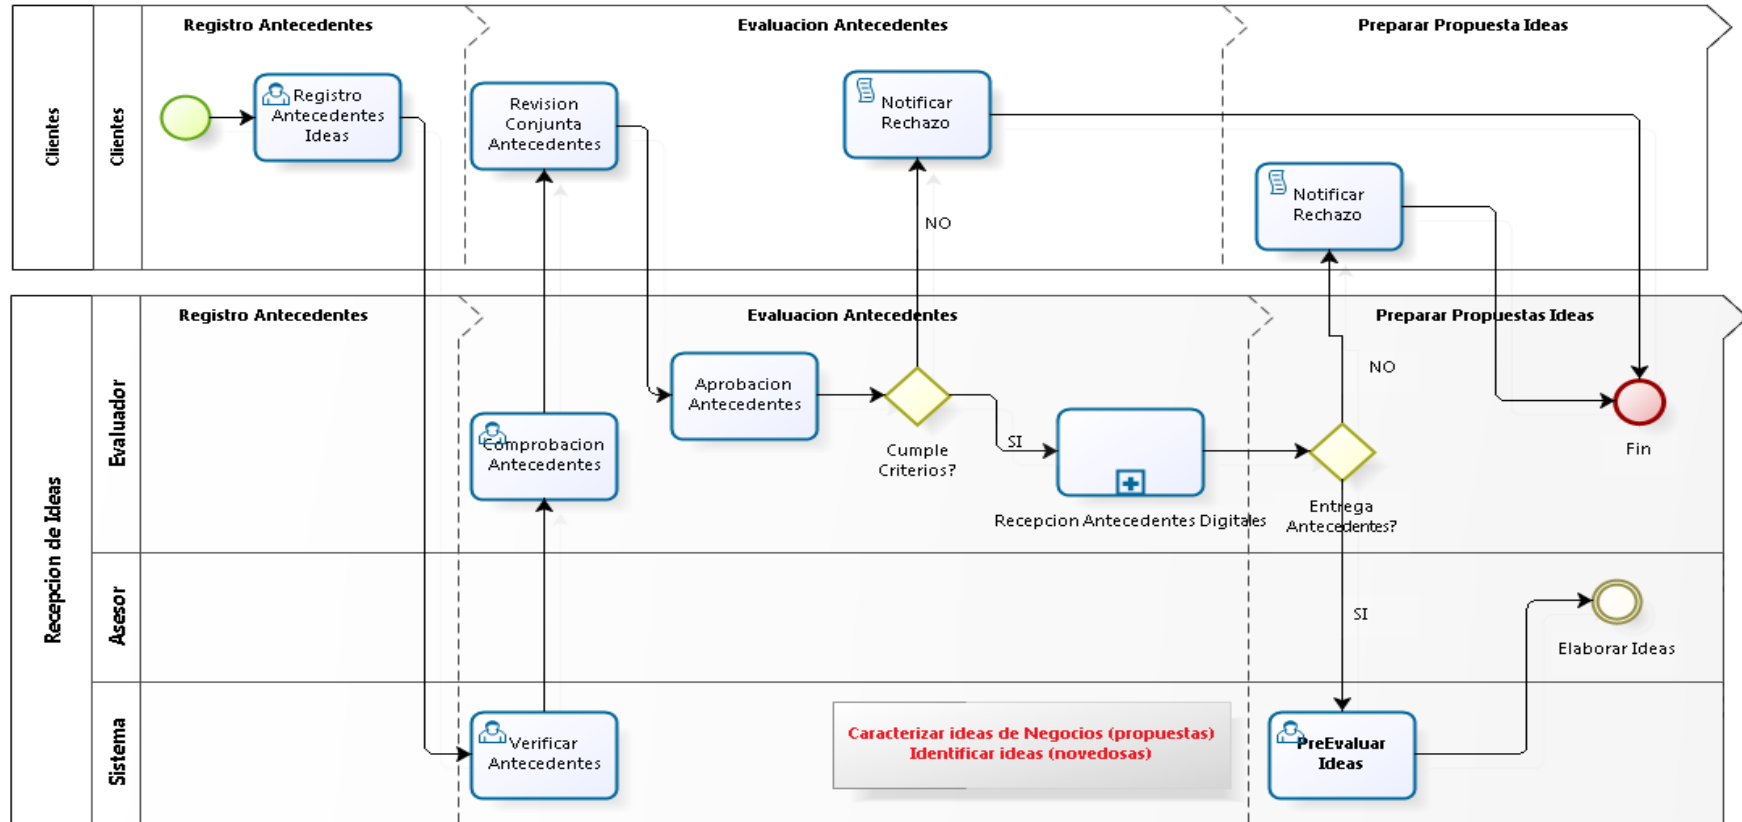 Registro Antecedentes
Evaluacion Antecedentes
Preparar Propuesta Ideas
Clientes
Clientes
Registro
Antecedentes
Ideas
Revision
Conjunta
Antecedentes
Notificar
Rechazo
Notificar
Rechazo
NO
Registro Antecedentes
Evaluacion Antecedentes
Preparar Propuestas Ideas
Recepcion de Ideas
Evaluador
Aprobacion
Antecedentes
NO
Comprobacion
Antecedentes
Cumple
Criterios?
SI
Recepcion Antecedentes Digitales
Entrega
Antecedentes?
Fin
Asesor
SI
Elaborar Ideas
Sistema
Verificar
Antecedentes
Caracterizar ideas de Negocios (propuestas)
Identificar ideas (novedosas)
PreEvaluar
Ideas